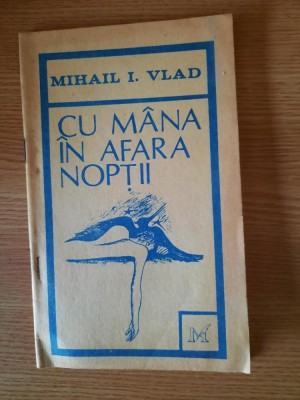 MIHAIL I. VLAD
CU MÂNA
ÎN AFARA
NOPȚII
M